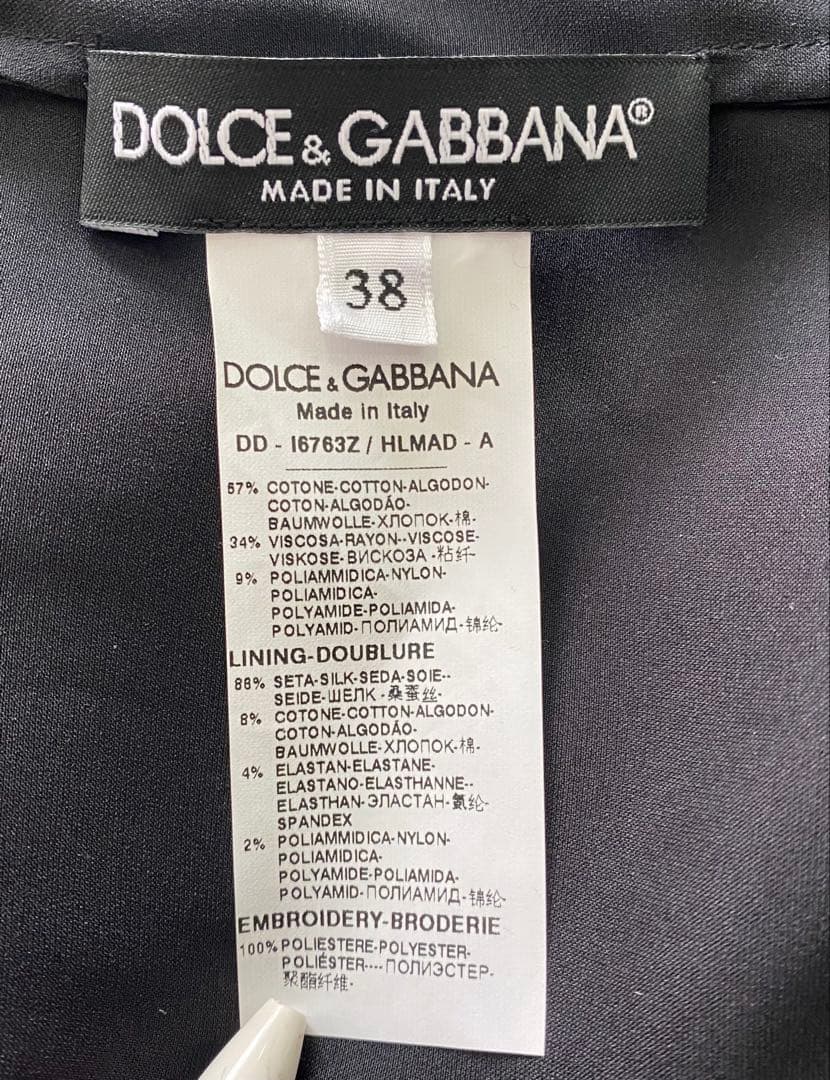 DOLCE & GABBANA®
MADE IN ITALY
38
DOLCE & GABBANA
Made in Italy
DD - I6763Z / HLMAD - A
57% COTONE-COTTON-ALGODON-
COTON-ALGODÁO-
BAUMWOLLE-ХЛОПОК-棉-
34% VISCOSA-RAYON--VISCOSE-
VISKOSE-ВИСКОЗА -粘纤-
9% POLIAMMIDICA-NYLON-
POLIAMIDICA-
POLYAMIDE-POLIAMIDA-
POLYAMID-ПОЛИАМИД-锦纶-
LINING-DOUBLURE
86% SETA-SILK-SEDA-SOIE--
SEIDE-ШЕЛК -桑蚕丝-
8% COTONE-COTTON-ALGODON-
COTON-ALGODÁO-
BAUMWOLLE-ХЛОПОК-棉-
4% ELASTAN-ELASTANE-
ELASTANO-ELASTHANNE--
ELASTHAN-ЭЛАСТАН-氨纶-
SPANDEX
2% POLIAMMIDICA-NYLON-
POLIAMIDICA-
POLYAMIDE-POLIAMIDA-
POLYAMID-ПОЛИАМИД-锦纶-
EMBROIDERY-BRODERIE
100% POLIESTERE-POLYESTER-
POLIÉSTER----ПОЛИЭСТЕР-
聚酯纤维-